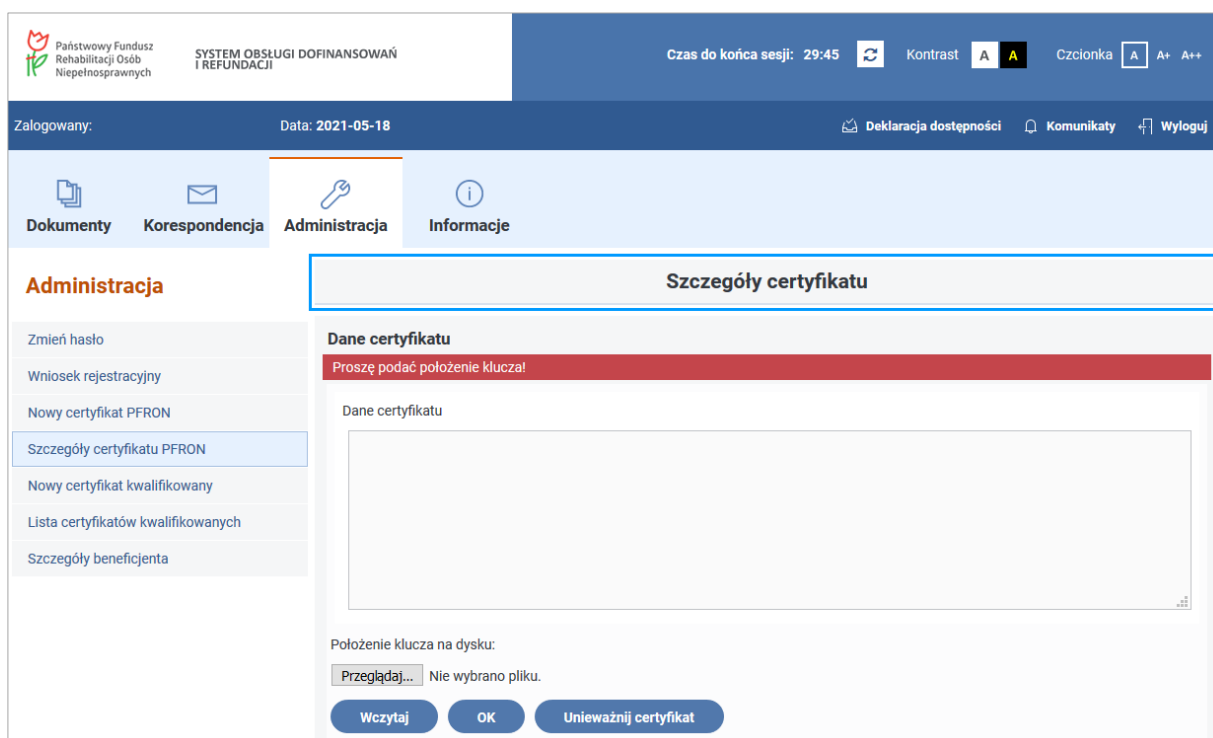 Państwowy Fundusz
Rehabilitacji Osób
Niepełnosprawnych
SYSTEM OBSŁUGI DOFINANSOWAŃ
I REFUNDACJI
Czas do końca sesji: 29:45 Kontrast A A Czcionka A A+ A++
Zalogowany: Data: 2021-05-18 Deklaracja dostępności Komunikaty Wyloguj
Dokumenty Korespondencja Administracja Informacje
Administracja
Zmień hasło
Wniosek rejestracyjny
Nowy certyfikat PFRON
Szczegóły certyfikatu PFRON
Nowy certyfikat kwalifikowany
Lista certyfikatów kwalifikowanych
Szczegóły beneficjenta
Szczegóły certyfikatu
Dane certyfikatu
Proszę podać położenie klucza!
Dane certyfikatu
Położenie klucza na dysku:
Przeglądaj... Nie wybrano pliku.
Wczytaj OK Unieważnij certyfikat